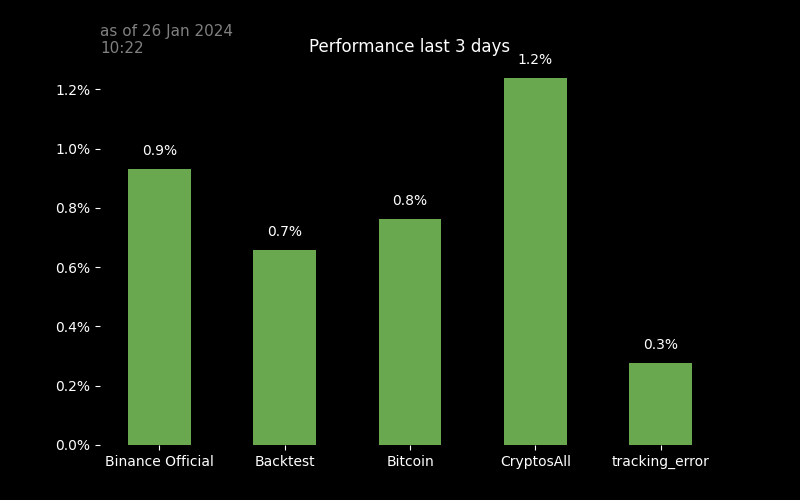 as of 26 Jan 2024
10:22
Performance last 3 days
1.2%
1.2%
1.0%
0.9%
0.8%
0.8%
0.7%
0.6%
0.4%
0.3%
0.2%
0.0%
Binance Official
Backtest
Bitcoin
CryptosAll
tracking_error